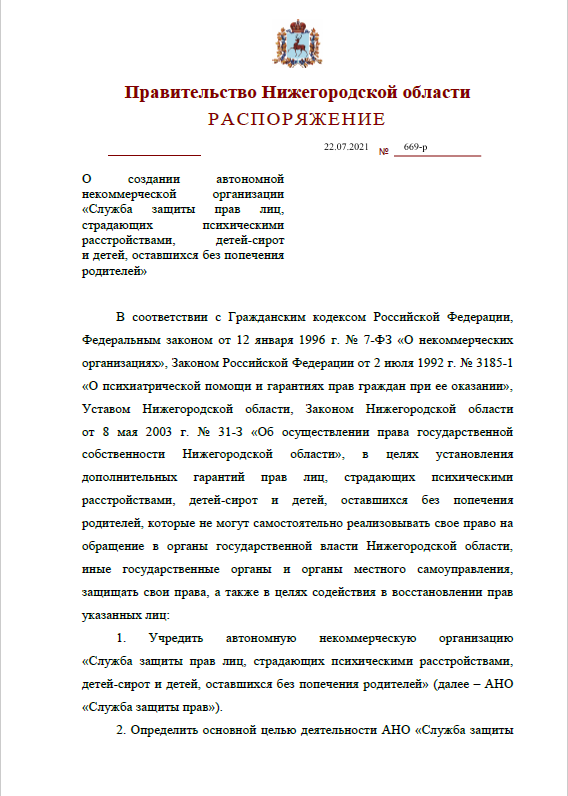 Правительство Нижегородской области
РАСПОРЯЖЕНИЕ
22.07.2021 № 669-р
О создании автономной
некоммерческой организации
«Служба защиты прав лиц,
страдающих психическими
расстройствами, детей-сирот
и детей, оставшихся без попечения
родителей»
В соответствии с Гражданским кодексом Российской Федерации,
Федеральным законом от 12 января 1996 г. № 7-ФЗ «О некоммерческих
организациях», Законом Российской Федерации от 2 июля 1992 г. № 3185-1
«О психиатрической помощи и гарантиях прав граждан при ее оказании»,
Уставом Нижегородской области, Законом Нижегородской области
от 8 мая 2003 г. № 31-З «Об осуществлении права государственной
собственности Нижегородской области», в целях установления
дополнительных гарантий прав лиц, страдающих психическими
расстройствами, детей-сирот и детей, оставшихся без попечения
родителей, которые не могут самостоятельно реализовывать свое право на
обращение в органы государственной власти Нижегородской области,
иные государственные органы и органы местного самоуправления,
защищать свои права, а также в целях содействия в восстановлении прав
указанных лиц:
1. Учредить автономную некоммерческую организацию
«Служба защиты прав лиц, страдающих психическими расстройствами,
детей-сирот и детей, оставшихся без попечения родителей» (далее – АНО
«Служба защиты прав»).
2. Определить основной целью деятельности АНО «Служба защиты